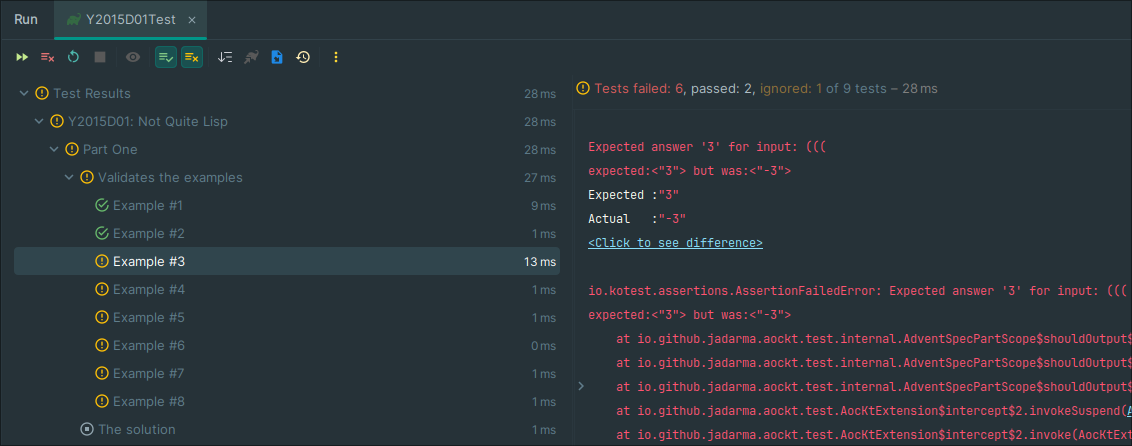 Run Y2015D01Test
Test Results 28 ms
Y2015D01: Not Quite Lisp 28 ms
Part One 28 ms
Validates the examples 27 ms
Example #1 9 ms
Example #2 1 ms
Example #3 13 ms
Example #4 1 ms
Example #5 1 ms
Example #6 0 ms
Example #7 1 ms
Example #8 1 ms
The solution 1 ms
Tests failed: 6, passed: 2, ignored: 1 of 9 tests – 28 ms
Expected answer '3' for input: (((
expected:<"3"> but was:<"-3">
Expected :"3"
Actual   :"-3"
<Click to see difference>
io.kotest.assertions.AssertionFailedError: Expected answer '3' for input: (((
expected:<"3"> but was:<"-3">
at io.github.jadarma.aockt.test.internal.AdventSpecPartScope$shouldOutput$
at io.github.jadarma.aockt.test.internal.AdventSpecPartScope$shouldOutput$
at io.github.jadarma.aockt.test.internal.AdventSpecPartScope$shouldOutput$
at io.github.jadarma.aockt.test.AocKtExtension$intercept$2.invokeSuspend(A
at io.github.jadarma.aockt.test.AocKtExtension$intercept$2.invoke(AocKtExt